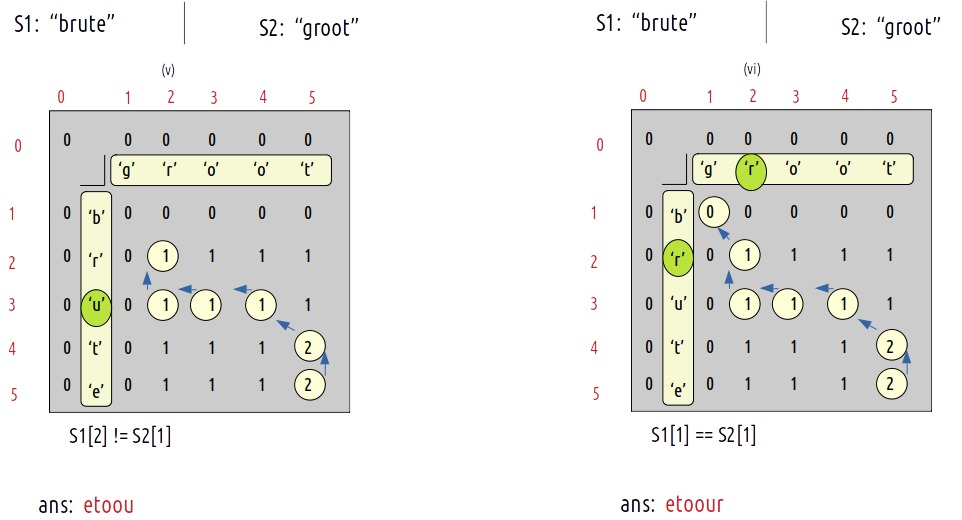 S1: “brute”
S2: “groot”
(v)
0 1 2 3 4 5
0 0 0 0 0 0 0
‘g’ ‘r’ ‘o’ ‘o’ ‘t’
1 0 ‘b’ 0 0 0 0 0
2 0 ‘r’ 0 1 1 1 1
3 0 ‘u’ 0 1 1 1 1
4 0 ‘t’ 0 1 1 1 2
5 0 ‘e’ 0 1 1 1 2
S1[2] != S2[1]
ans: etoou
S1: “brute”
S2: “groot”
(vi)
0 1 2 3 4 5
0 0 0 0 0 0 0
‘g’ ‘r’ ‘o’ ‘o’ ‘t’
1 0 ‘b’ 0 0 0 0 0
2 0 ‘r’ 0 1 1 1 1
3 0 ‘u’ 0 1 1 1 1
4 0 ‘t’ 0 1 1 1 2
5 0 ‘e’ 0 1 1 1 2
S1[1] == S2[1]
ans: etoour